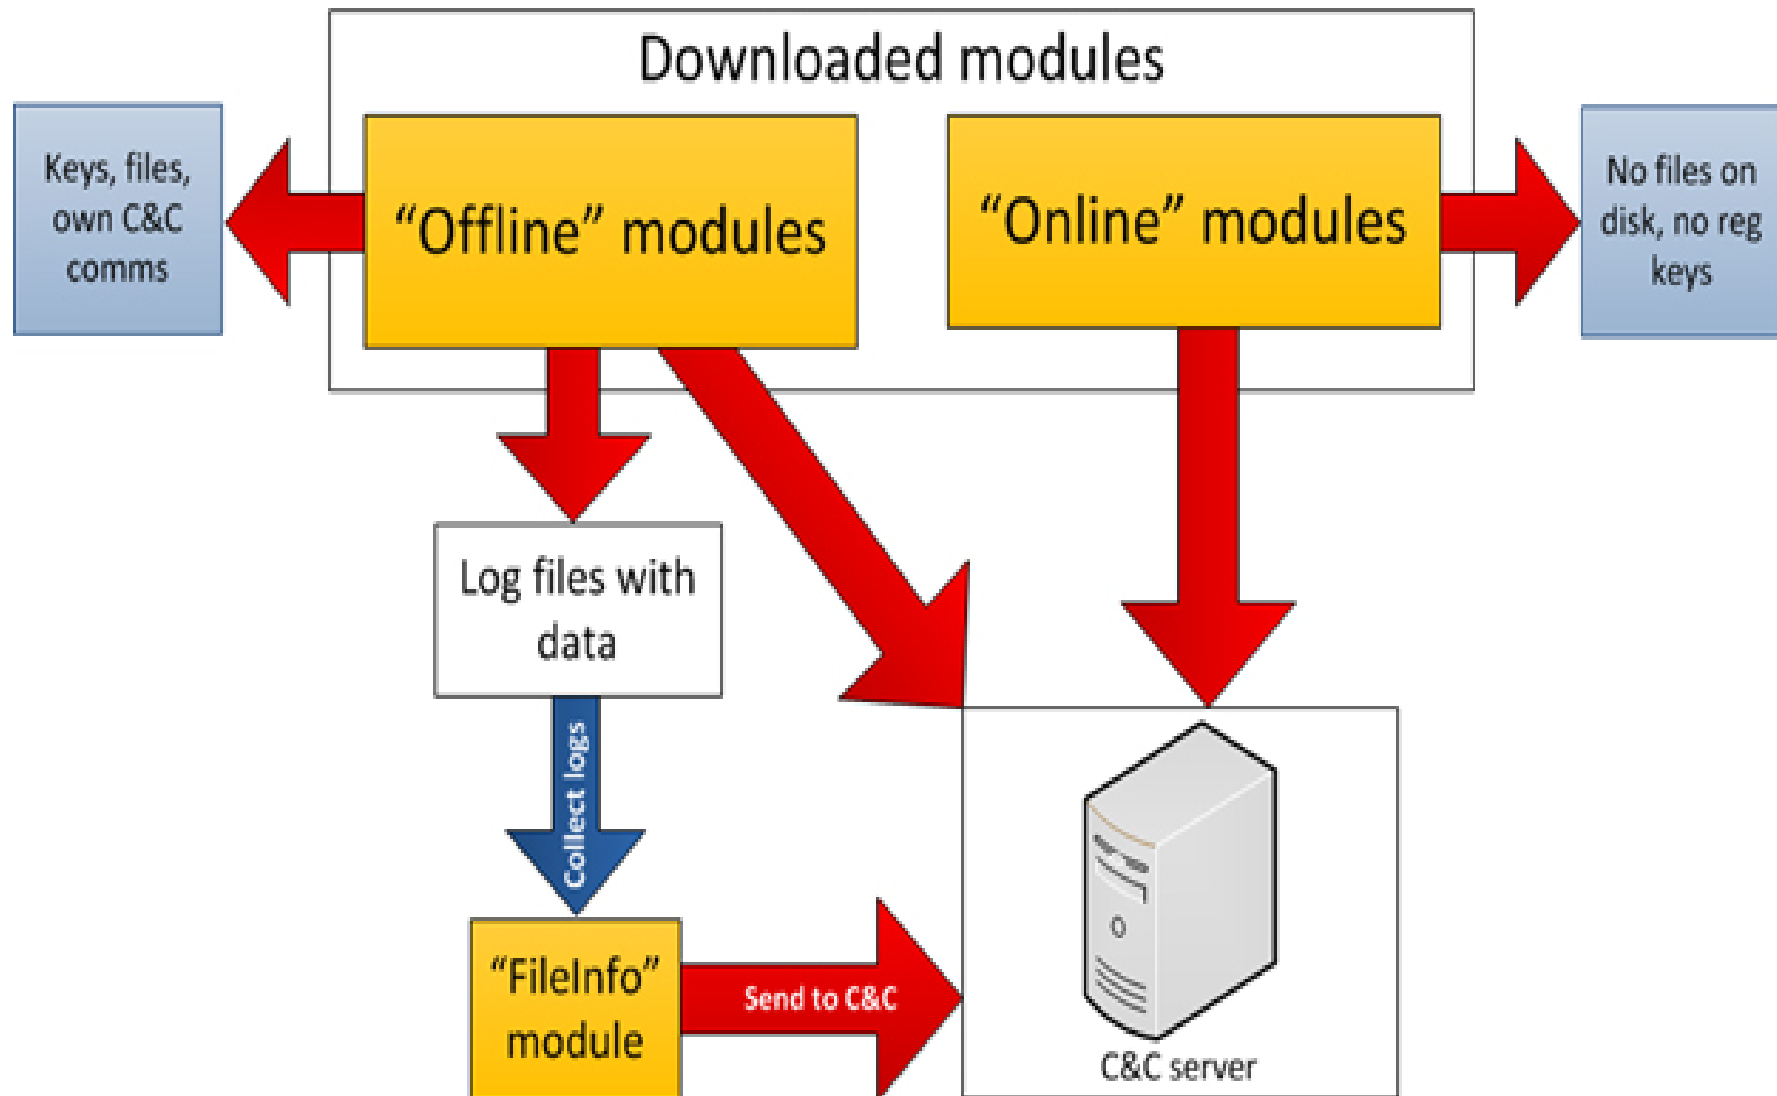 Downloaded modules
Keys, files,
own C&C
comms
“Offline” modules
“Online” modules
No files on
disk, no reg
keys
Log files with
data
Collect logs
“FileInfo”
module
Send to C&C
C&C server